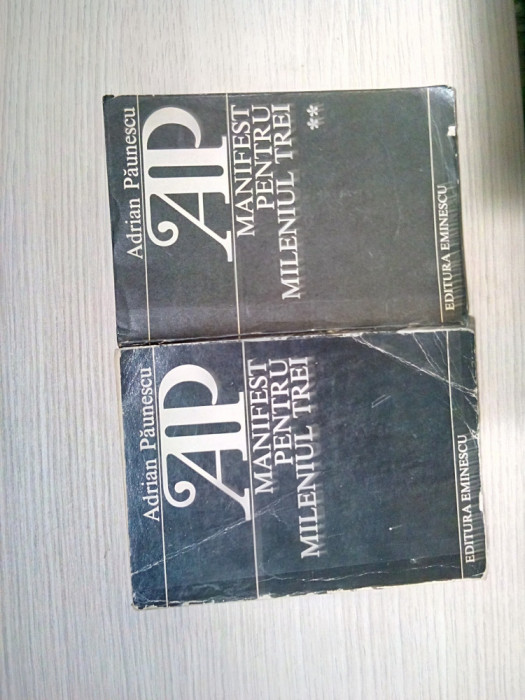 Adrian Păunescu
AP
MANIFEST
PENTRU
MILENIUL TREI
**
EDITURA EMINESCU
Adrian Păunescu
AP
MANIFEST
PENTRU
MILENIUL TREI
EDITURA EMINESCU